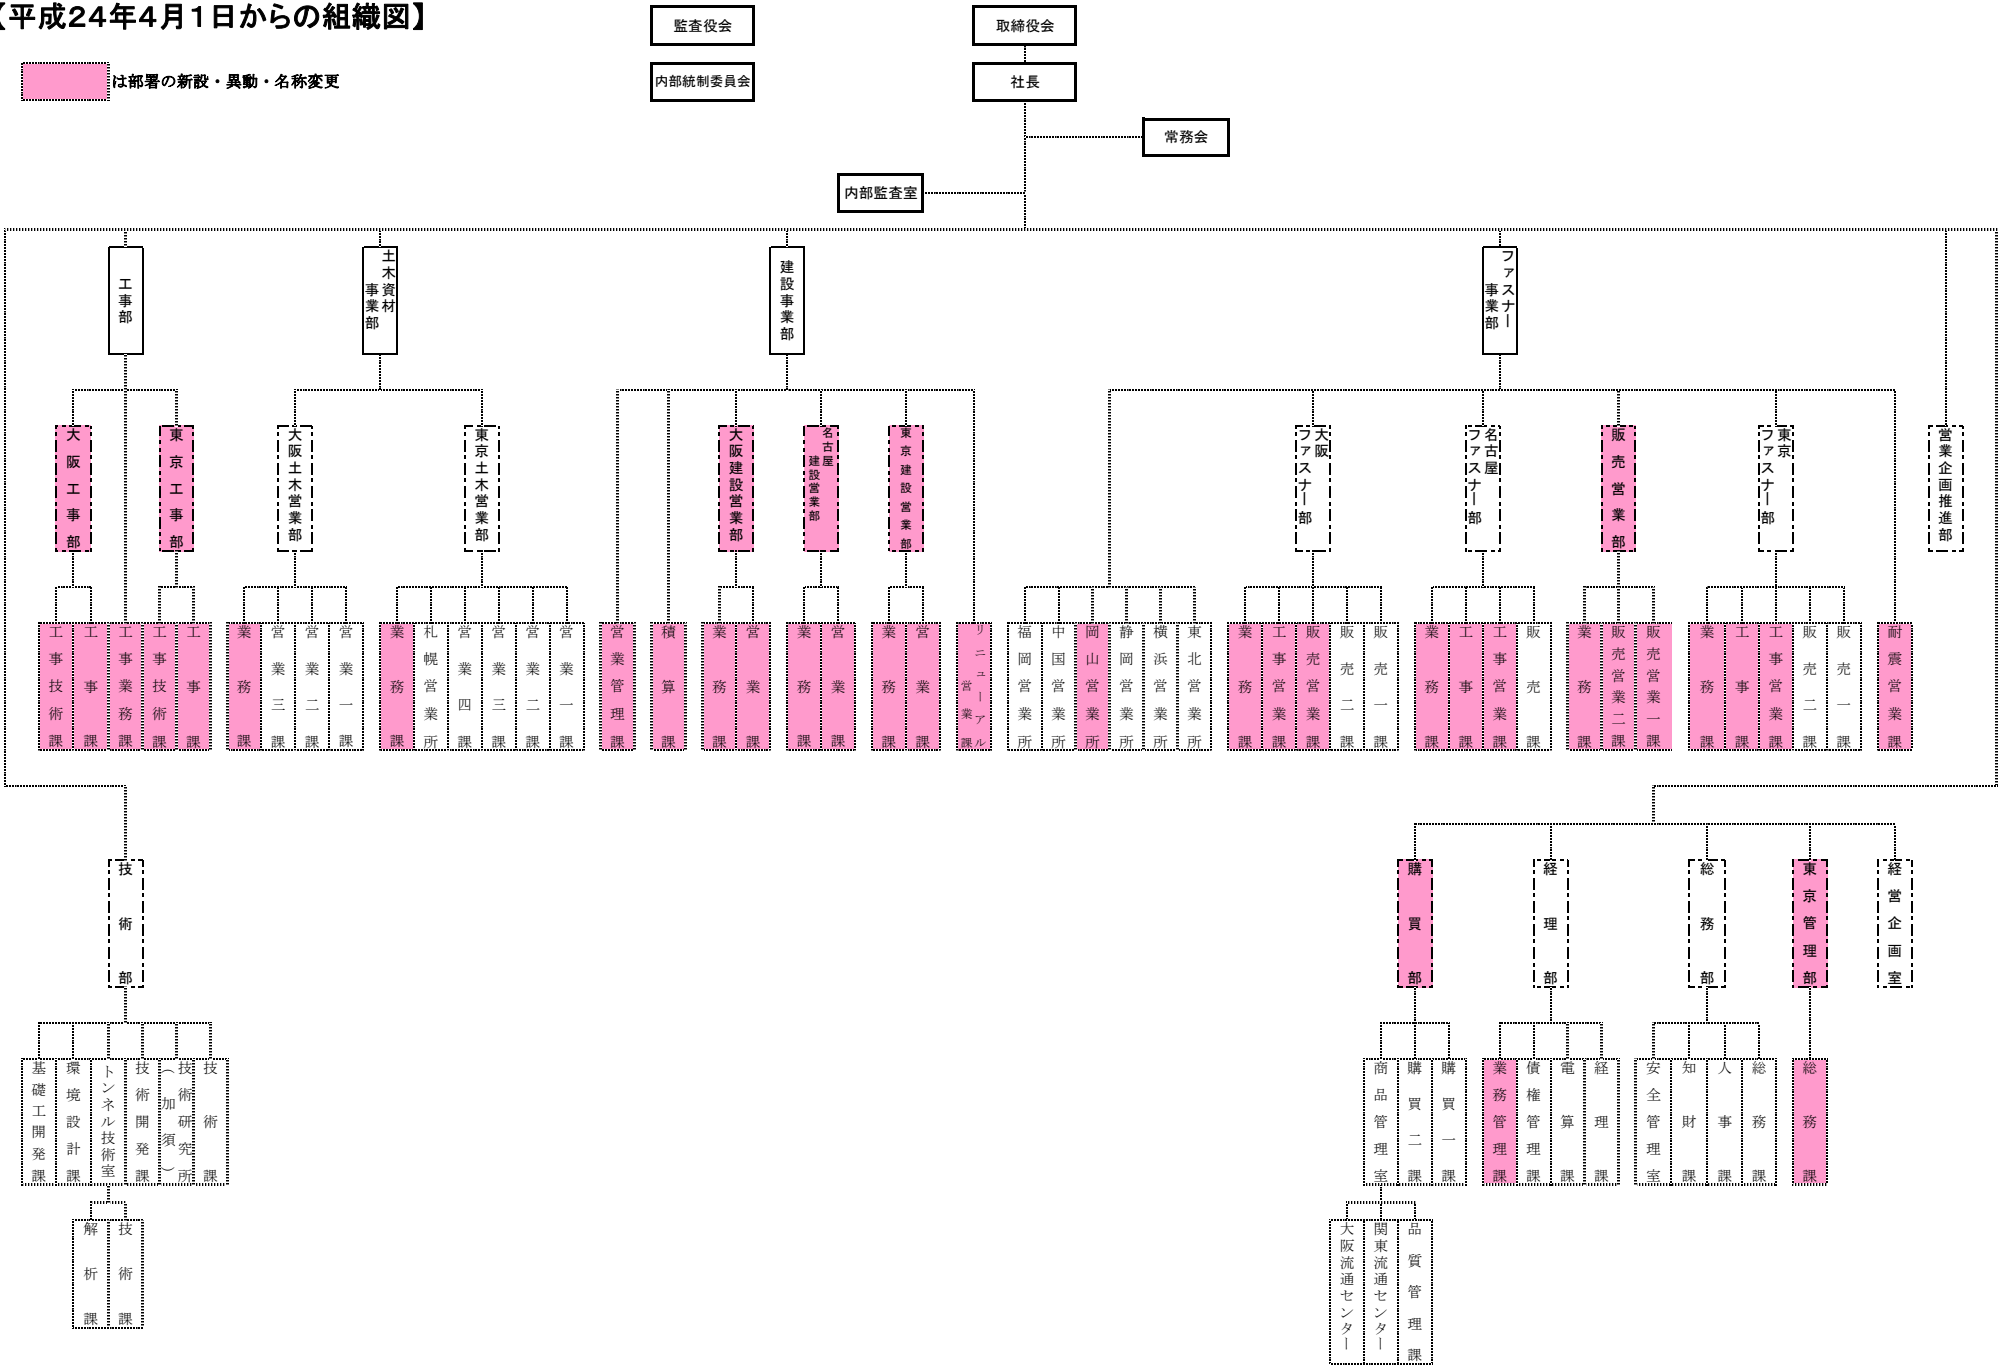 【平成24年4月1日からの組織図】
は部署の新設・異動・名称変更
監査役会
取締役会
内部統制委員会
社長
常務会
内部監査室
工事部
土木資材
事業部
建設事業部
ファスナー
事業部
大阪工事部
東京工事部
大阪土木営業部
東京土木営業部
大阪建設営業部
名古屋
建設営業部
東京建設営業部
大阪
ファスナー部
名古屋
ファスナー部
販売営業部
東京
ファスナー部
営業企画推進部
工事技術課
工事課
工事業務課
工事技術課
工事課
業務課
営業三課
営業二課
営業一課
業務課
札幌営業所
営業四課
営業三課
営業二課
営業一課
営業管理課
積算課
業務課
営業課
業務課
営業課
業務課
営業課
リニューアル
営業課
福岡営業所
中国営業所
岡山営業所
静岡営業所
横浜営業所
東北営業所
業務課
工事営業課
販売営業課
販売二課
販売一課
業務課
工事課
工事営業課
販売課
業務課
販売営業二課
販売営業一課
業務課
工事課
工事営業課
販売二課
販売一課
耐震営業課
技術部
購買部
経理部
総務部
東京管理部
経営企画室
基礎工開発課
環境設計課
トンネル技術室
技術開発課
技術研究所
(加須)
技術課
商品管理室
購買二課
購買一課
業務管理課
債権管理課
電算課
経理課
安全管理室
知財課
人事課
総務課
総務課
解析課
技術課
大阪流通センター
関東流通センター
品質管理課